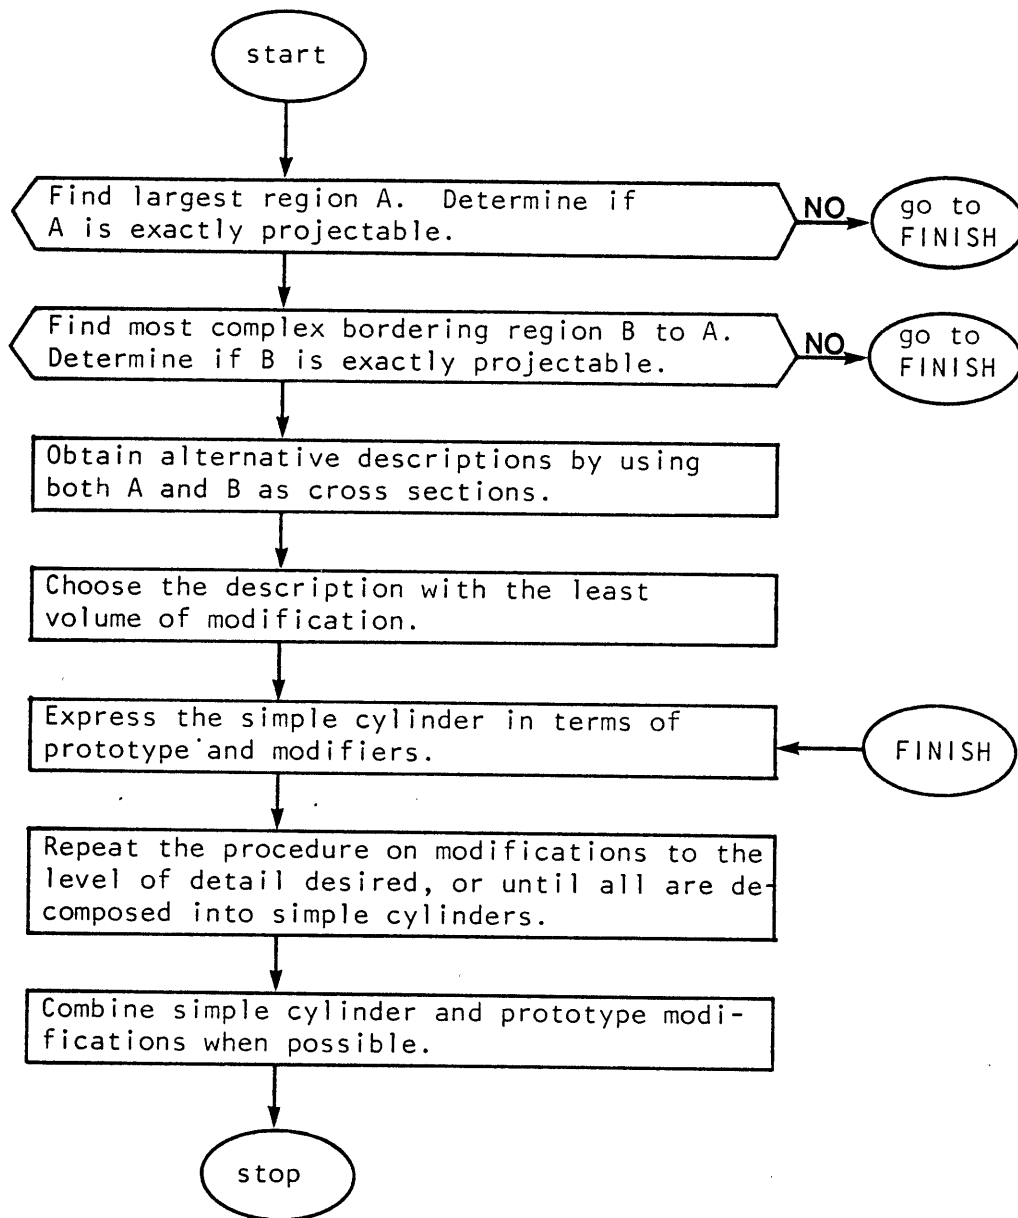 start
Find largest region A. Determine if
A is exactly projectable.
NO
go to
FINISH
Find most complex bordering region B to A.
Determine if B is exactly projectable.
NO
go to
FINISH
Obtain alternative descriptions by using
both A and B as cross sections.
Choose the description with the least
volume of modification.
Express the simple cylinder in terms of
prototype and modifiers.
FINISH
Repeat the procedure on modifications to the
level of detail desired, or until all are de-
composed into simple cylinders.
Combine simple cylinder and prototype modi-
fications when possible.
stop